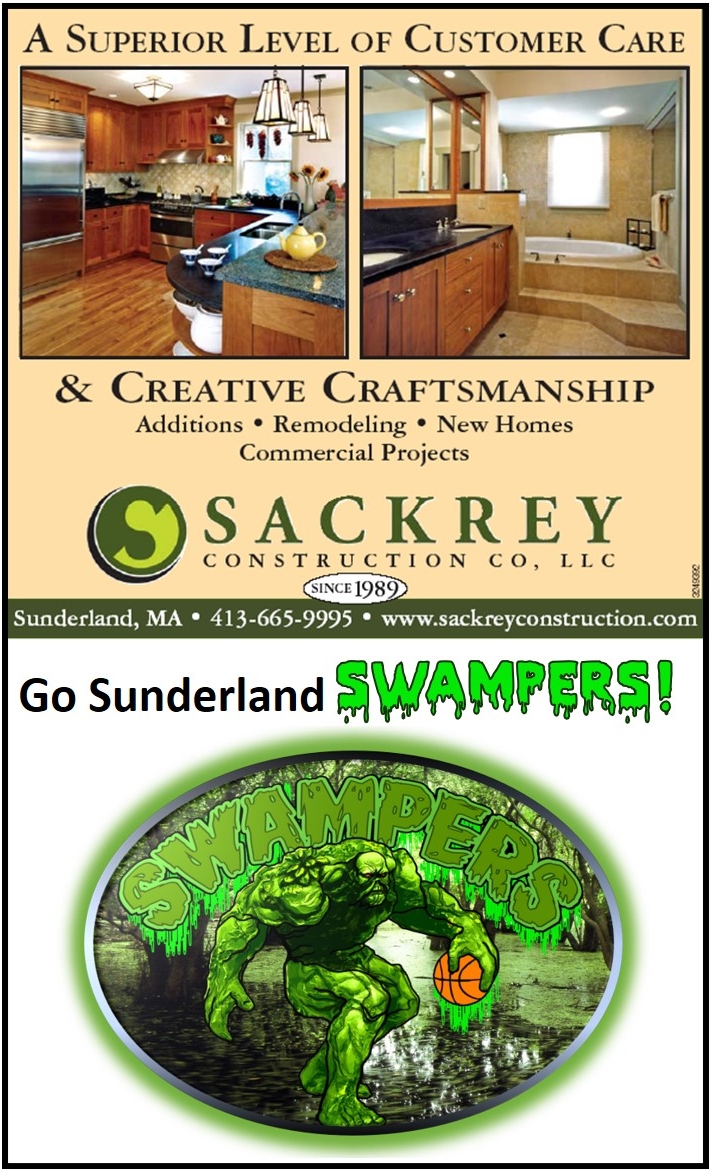 A Superior Level of Customer Care
& Creative Craftsmanship
Additions • Remodeling • New Homes
Commercial Projects
S
SACKREY
CONSTRUCTION CO, LLC
SINCE 1989
Sunderland, MA • 413-665-9995 • www.sackreyconstruction.com
Go Sunderland SWAMPERS!
SWAMPERS